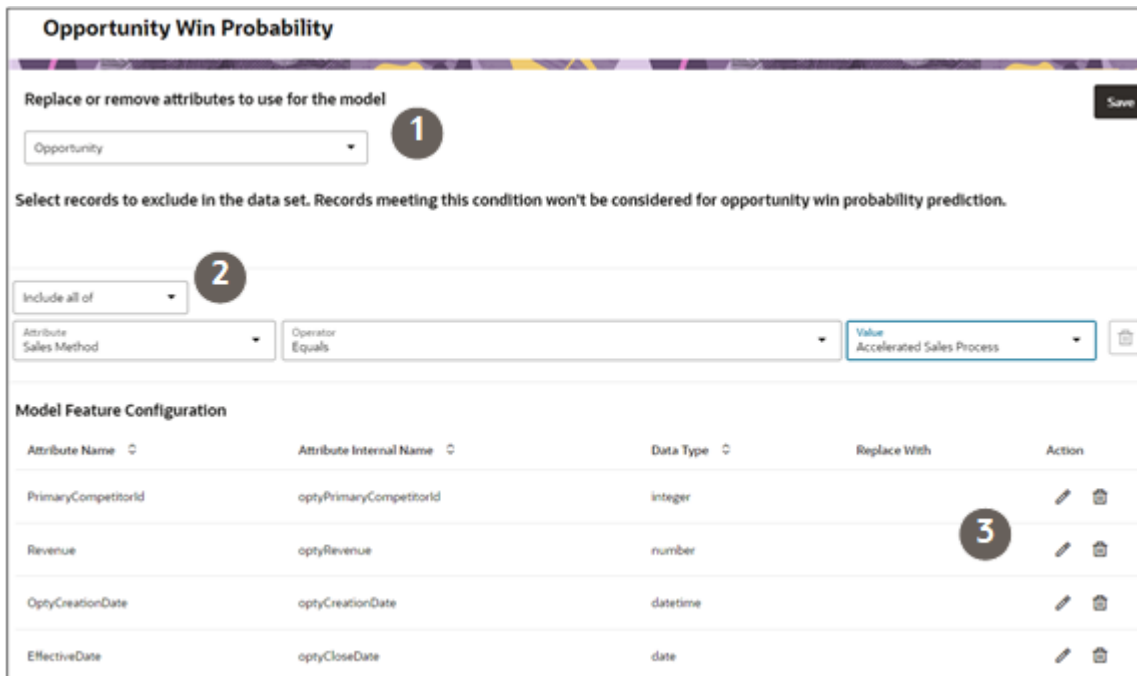 Opportunity Win Probability
Replace or remove attributes to use for the model
Save
1
Opportunity
Select records to exclude in the data set. Records meeting this condition won't be considered for opportunity win probability prediction.
2
Include all of
Attribute Operator Value
Sales Method Equals Accelerated Sales Process
Model Feature Configuration
Attribute Name Attribute Internal Name Data Type Replace With Action
PrimaryCompetitorId optyPrimaryCompetitorId integer
3
Revenue optyRevenue number
OptyCreationDate optyCreationDate datetime
EffectiveDate optyCloseDate date